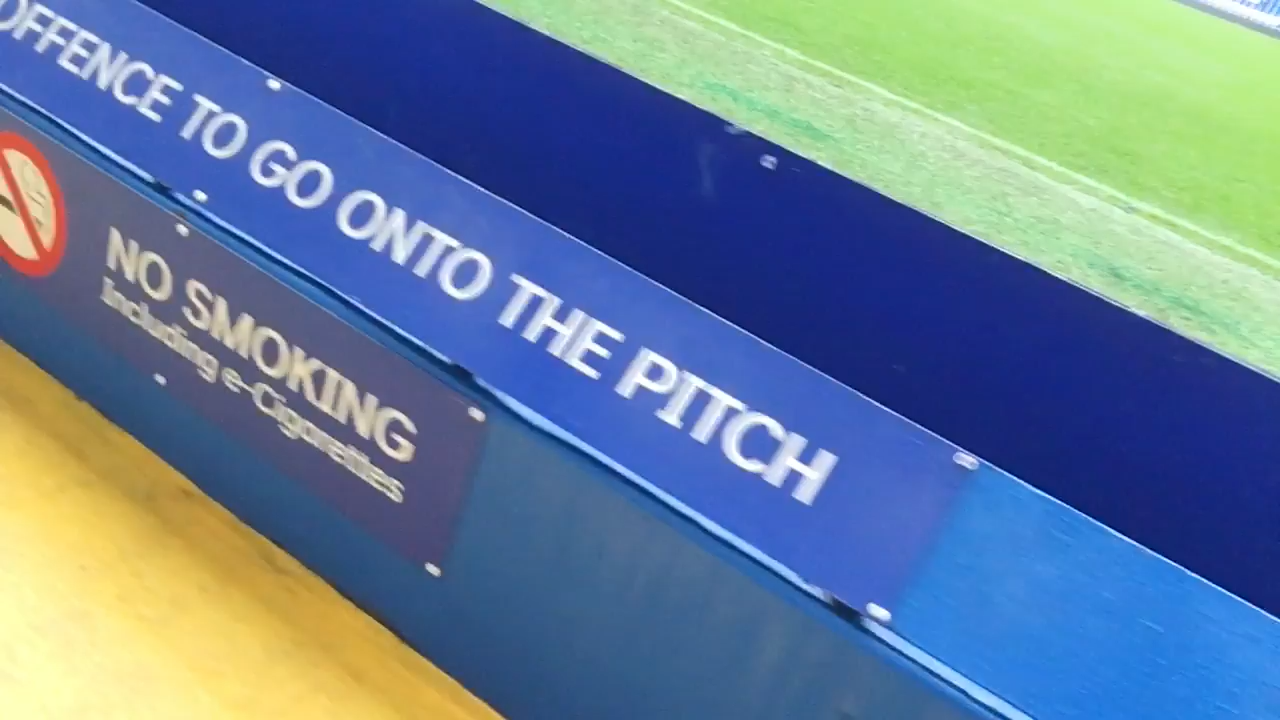 OFFENCE TO GO ONTO THE PITCH
NO SMOKING
Including e-Cigarettes